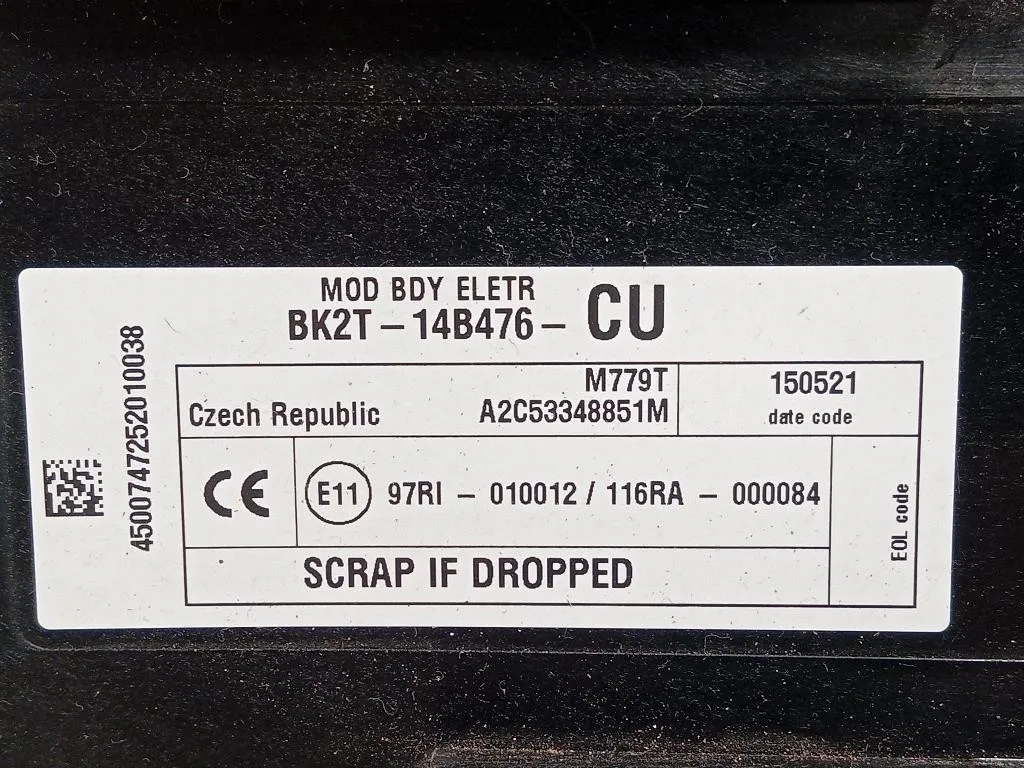 MOD BDY ELETR
BK2T - 14B476 - CU
4500747252010038
M779T
Czech Republic A2C53348851M
150521
date code
CE
E11 97RI - 010012 / 116RA - 000084
EOL code
SCRAP IF DROPPED